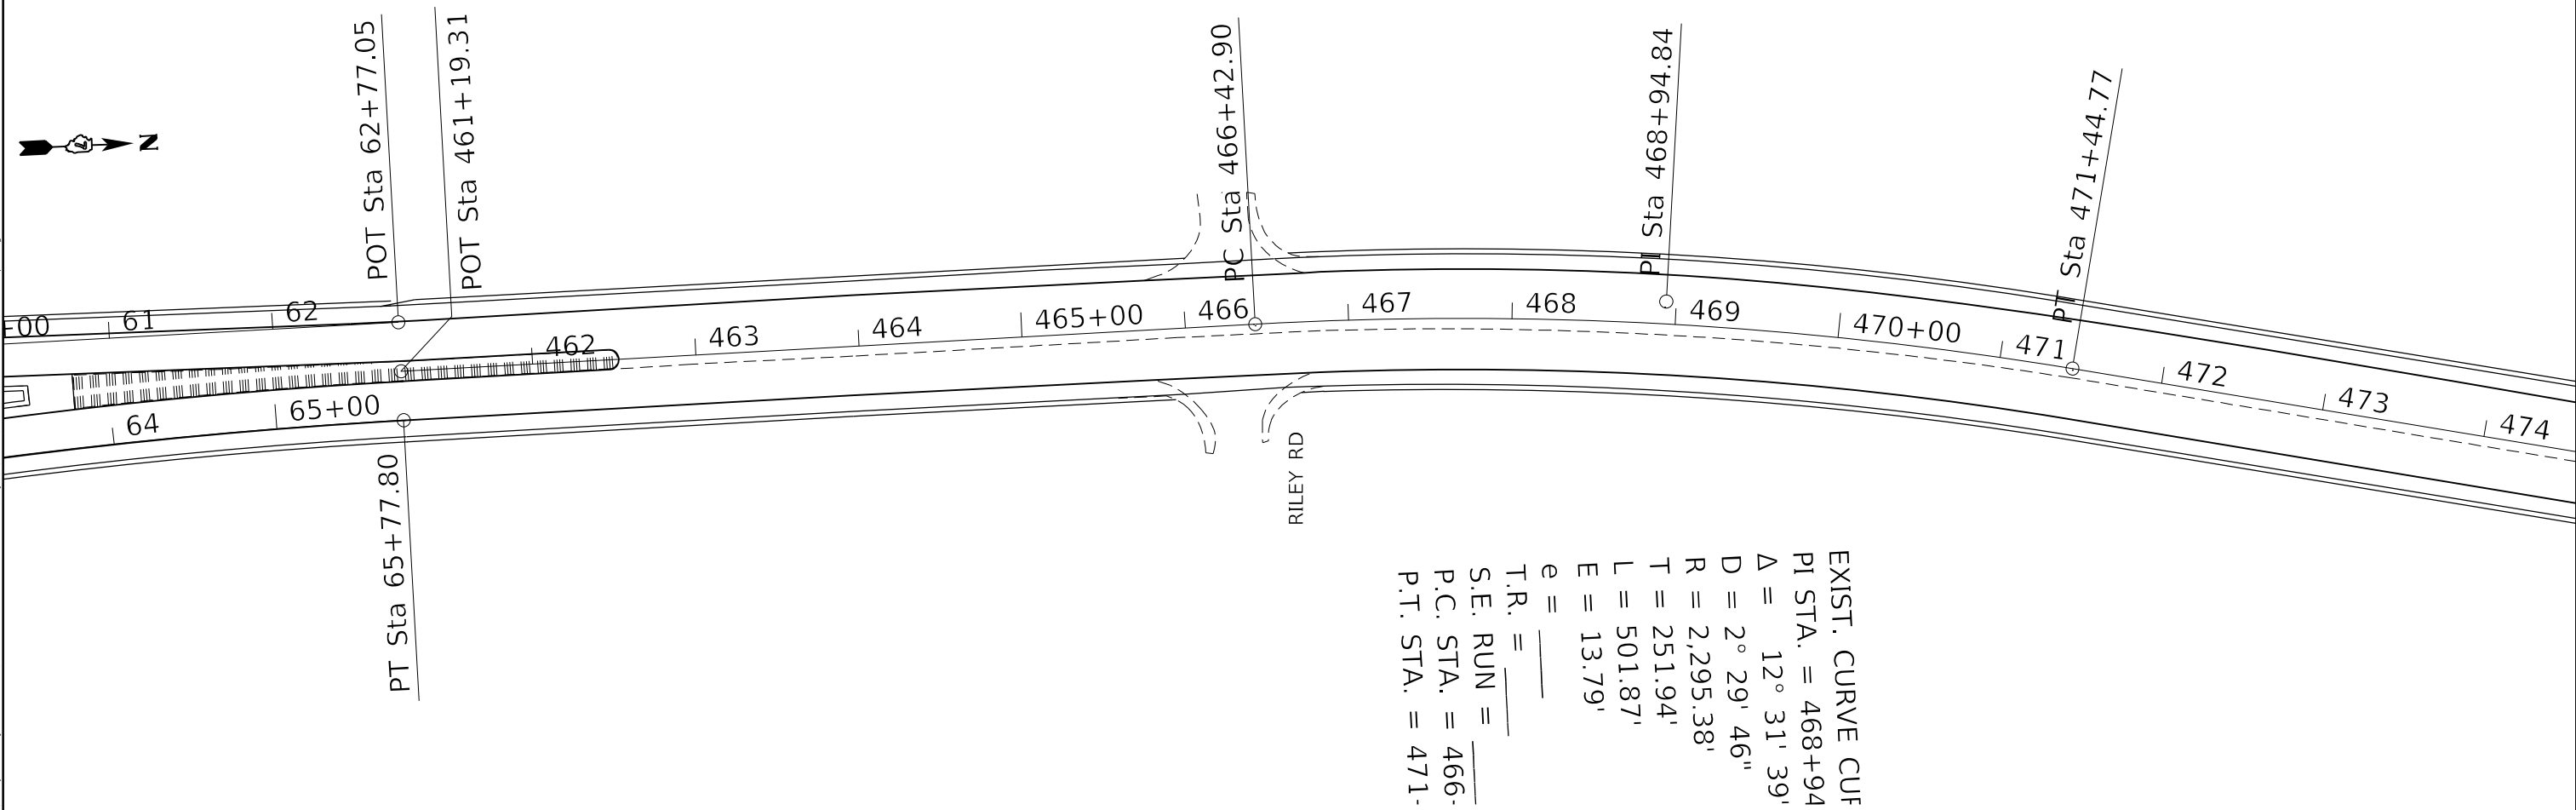 POT Sta 62+77.05
POT Sta 461+19.31
PC Sta 466+42.90
PI Sta 468+94.84
PT Sta 471+44.77
N
+00
61
62
462
463
464
465+00
466
467
468
469
470+00
471
472
473
474
64
65+00
PT Sta 65+77.80
RILEY RD
EXIST. CURVE
PI STA. = 468+94
Δ = 12° 31' 39'
D = 2° 29' 46"
R = 2,295.38'
T = 251.94'
L = 501.87'
E = 13.79'
e =
T.R. =
S.E. RUN =
P.C. STA. = 466
P.T. STA. = 471